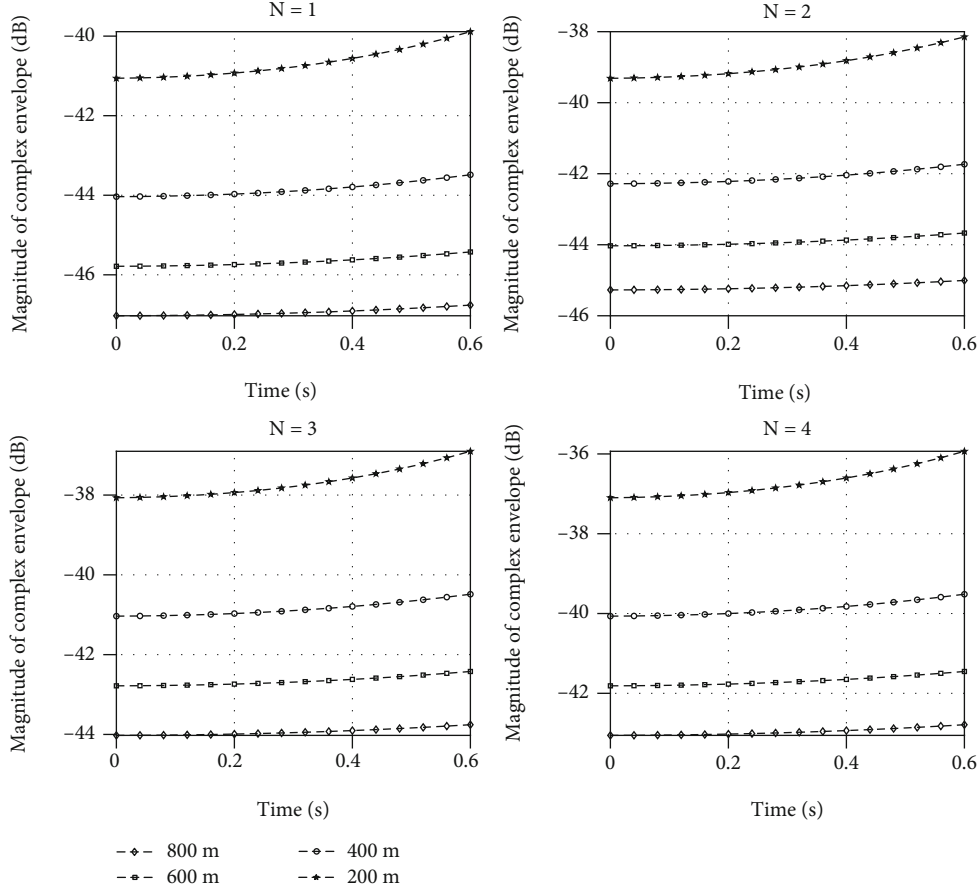 N = 1
Magnitude of complex envelope (dB)
−40
−42
−44
−46
0 0.2 0.4 0.6
Time (s)
N = 2
Magnitude of complex envelope (dB)
−38
−40
−42
−44
−46
0 0.2 0.4 0.6
Time (s)
N = 3
Magnitude of complex envelope (dB)
−38
−40
−42
−44
0 0.2 0.4 0.6
Time (s)
N = 4
Magnitude of complex envelope (dB)
−36
−38
−40
−42
0 0.2 0.4 0.6
Time (s)
800 m
600 m
400 m
200 m